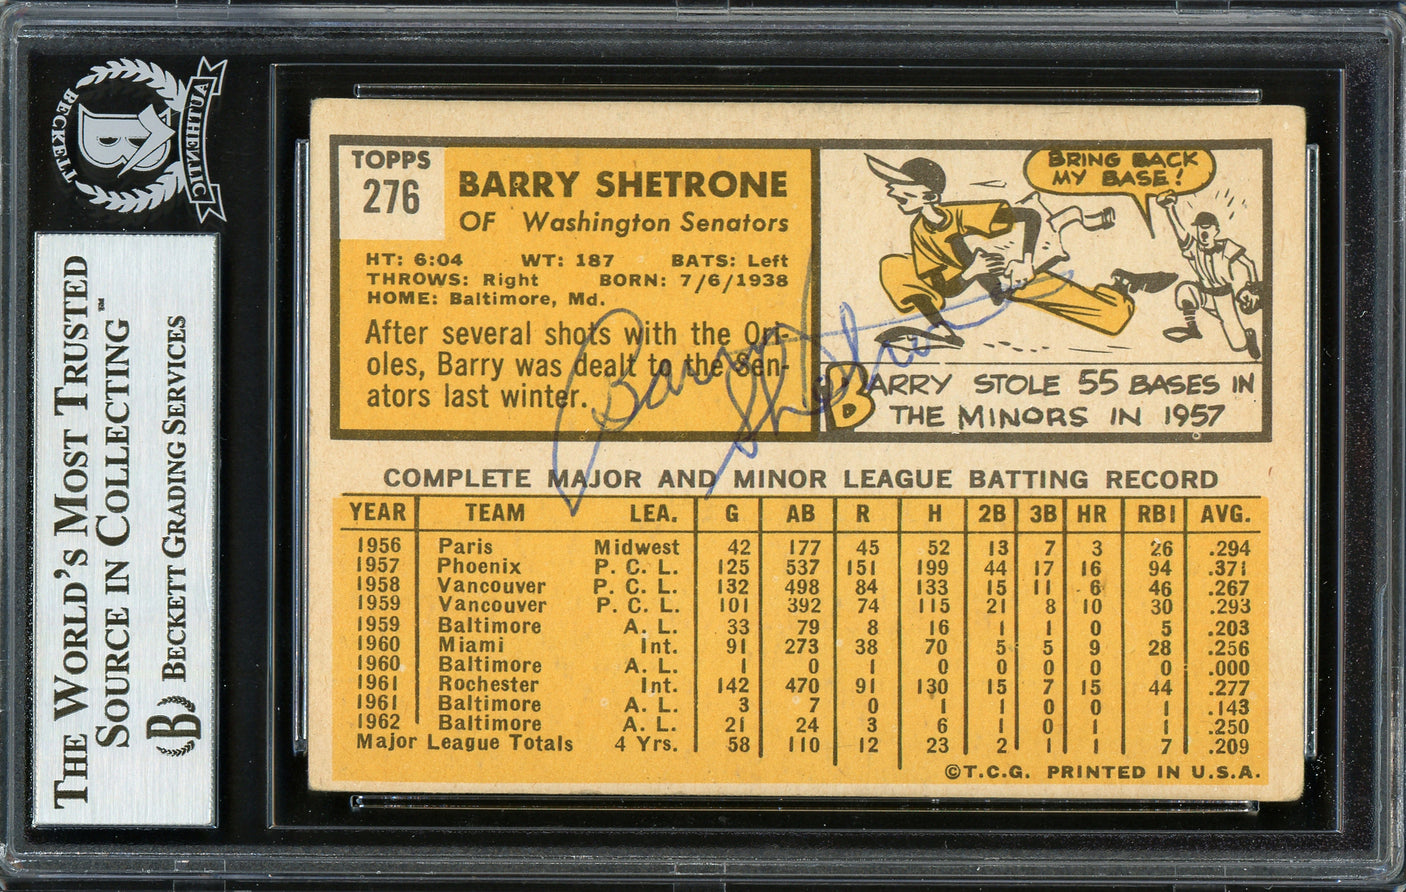 BECKETT
AUTHENTIC
B
THE WORLD'S MOST TRUSTED
SOURCE IN COLLECTING™
B BECKETT GRADING SERVICES
BECKETT
TOPPS
276
BARRY SHETRONE
OF Washington Senators
HT: 6:04 WT: 187 BATS: Left
THROWS: Right BORN: 7/6/1938
HOME: Baltimore, Md.
After several shots with the Ori-
oles, Barry was dealt to the Sen-
ators last winter.
BRING BACK
MY BASE!
BARRY STOLE 55 BASES IN
THE MINORS IN 1957
Barry Shetrone
COMPLETE MAJOR AND MINOR LEAGUE BATTING RECORD
YEAR TEAM LEA. G AB R H 2B 3B HR RBI AVG.
1956 Paris Midwest 42 177 45 52 13 7 3 26 .294
1957 Phoenix P. C. L. 125 537 151 199 44 17 16 94 .371
1958 Vancouver P. C. L. 132 498 84 133 15 11 6 46 .267
1959 Vancouver P. C. L. 101 392 74 115 21 8 10 30 .293
1959 Baltimore A. L. 33 79 8 16 1 1 0 5 .203
1960 Miami Int. 91 273 38 70 5 5 9 28 .256
1960 Baltimore A. L. 1 0 1 0 0 0 0 0 .000
1961 Rochester Int. 142 470 91 130 15 7 15 44 .277
1961 Baltimore A. L. 3 7 0 1 1 0 0 1 .143
1962 Baltimore A. L. 21 24 3 6 1 0 1 1 .250
Major League Totals 4 Yrs. 58 110 12 23 2 1 1 7 .209
©T.C.G. PRINTED IN U.S.A.